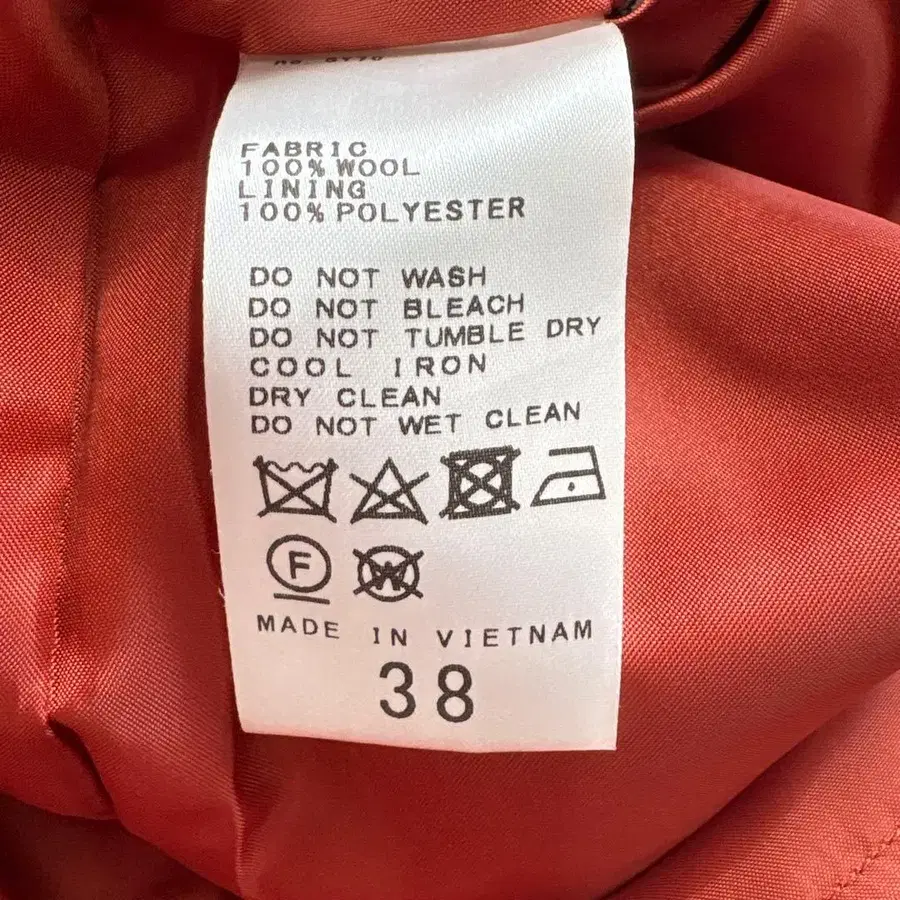 FABRIC
100% WOOL
LINING
100% POLYESTER
DO NOT WASH
DO NOT BLEACH
DO NOT TUMBLE DRY
COOL IRON
DRY CLEAN
DO NOT WET CLEAN
F W
MADE IN VIETNAM
38